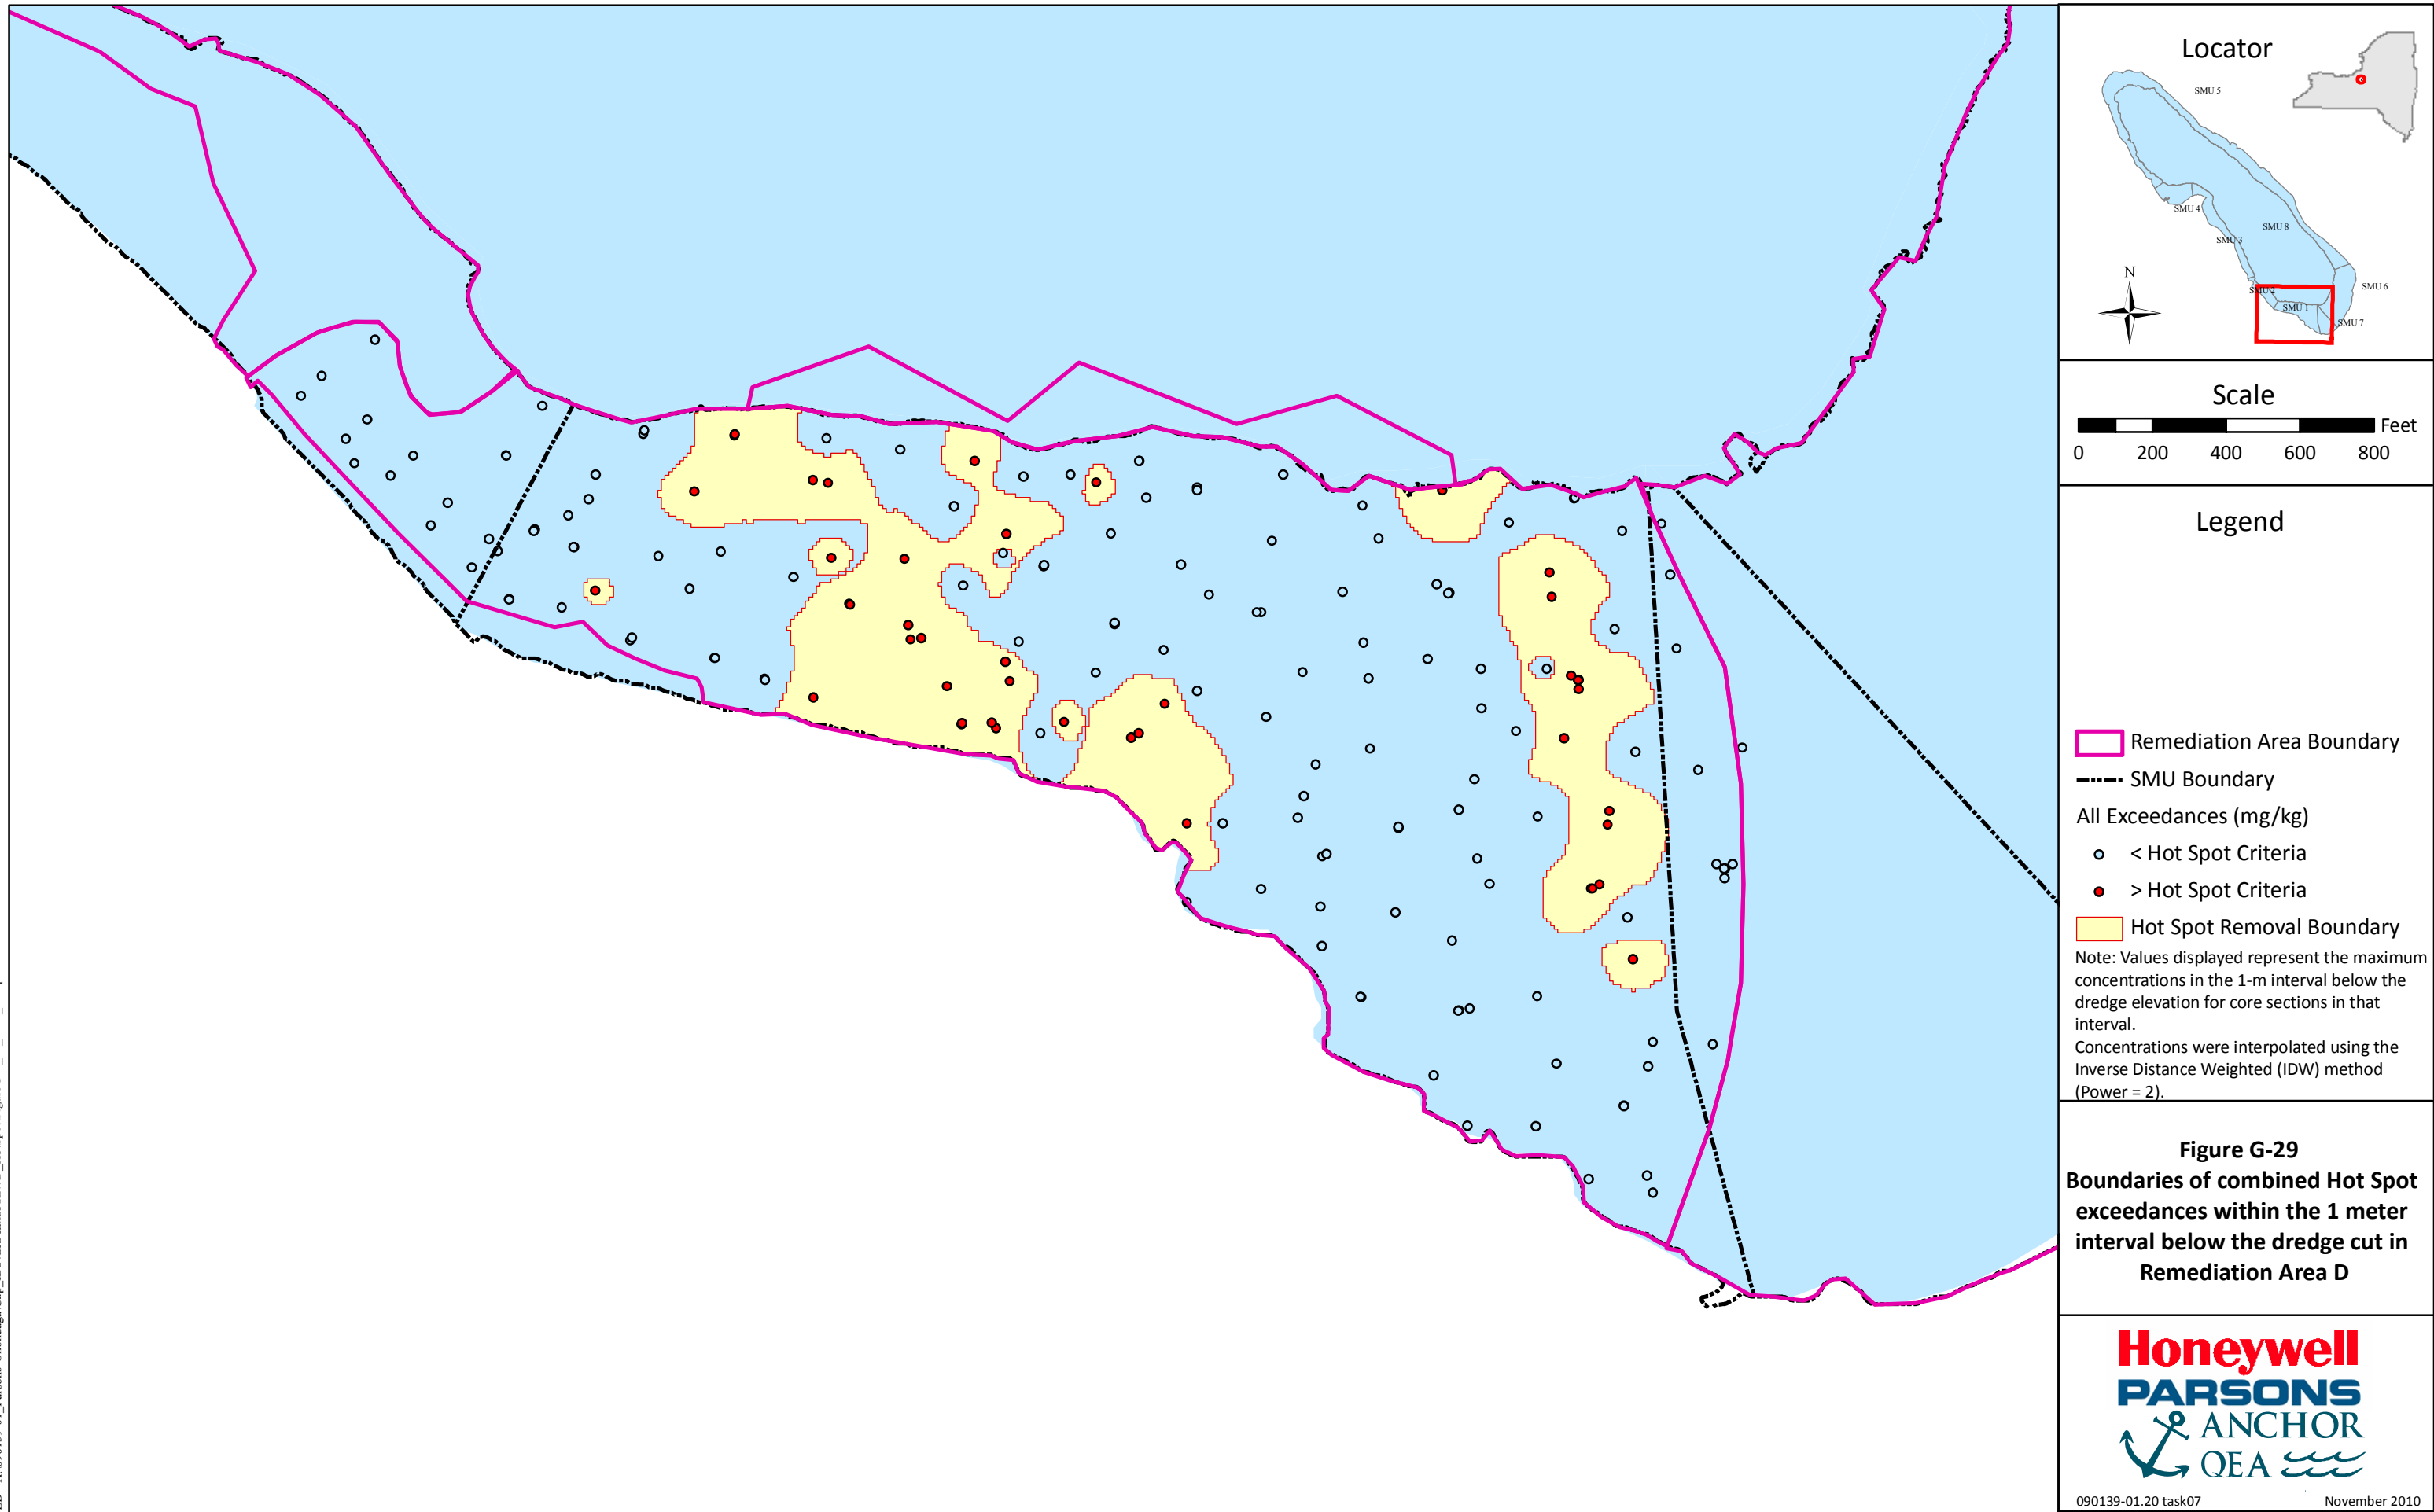 Locator
SMU 5
SMU 4
SMU 8
SMU 3
N
SMU 2
SMU 1
SMU 6
SMU 7
Scale
Feet
0 200 400 600 800
Legend
Remediation Area Boundary
SMU Boundary
All Exceedances (mg/kg)
< Hot Spot Criteria
> Hot Spot Criteria
Hot Spot Removal Boundary
Note: Values displayed represent the maximum
concentrations in the 1-m interval below the
dredge elevation for core sections in that
interval.
Concentrations were interpolated using the
Inverse Distance Weighted (IDW) method
(Power = 2).
Figure G-29
Boundaries of combined Hot Spot
exceedances within the 1 meter
interval below the dredge cut in
Remediation Area D
Honeywell
PARSONS
ANCHOR
QEA
090139-01.20 task07 November 2010